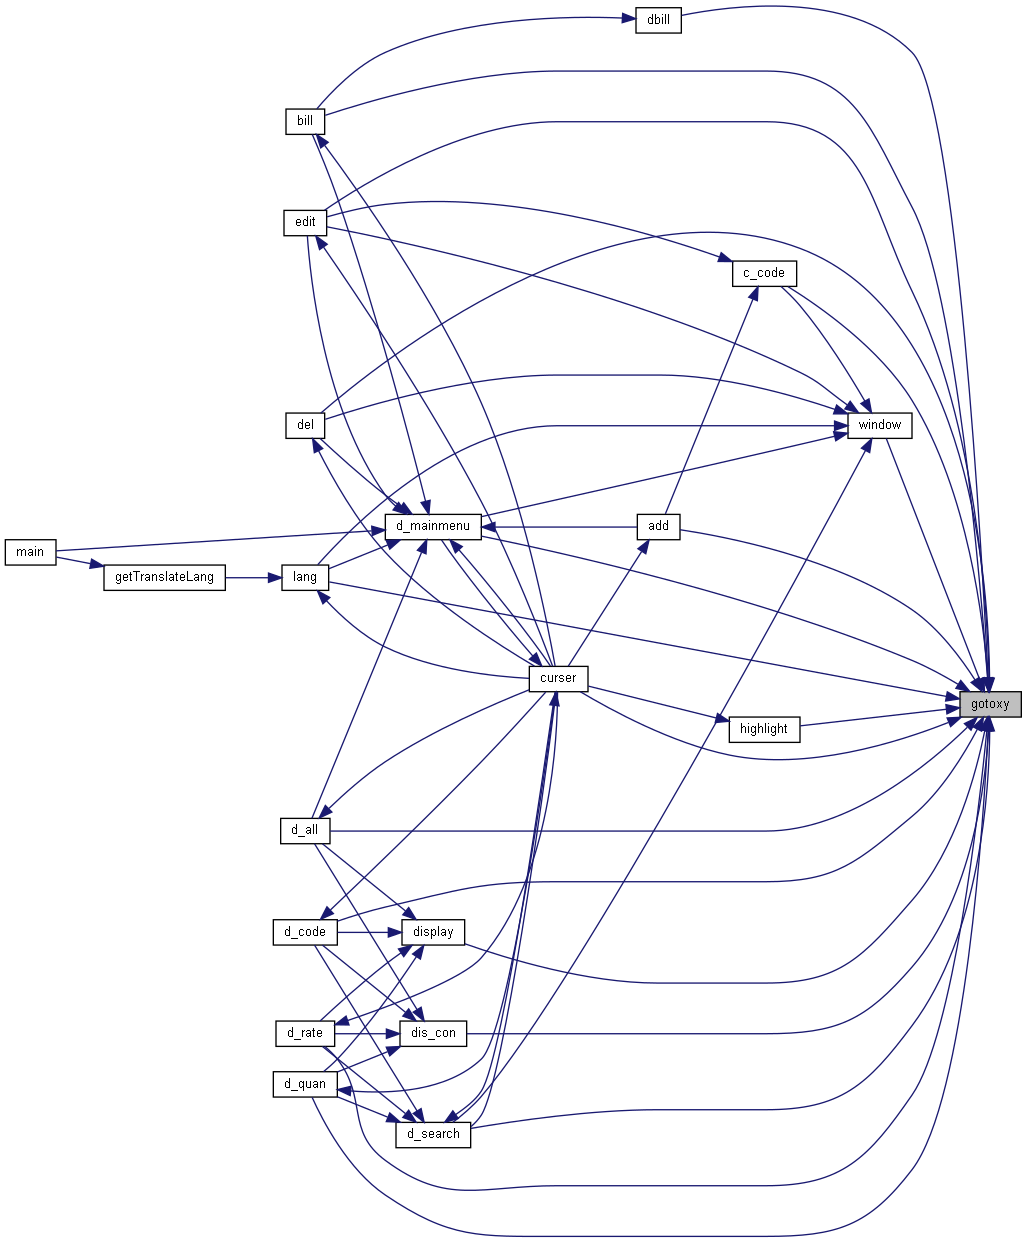 dbill
bill
edit
c_code
del
window
d_mainmenu
add
main
getTranslateLang
lang
curser
gotoxy
highlight
d_all
d_code
display
d_rate
dis_con
d_quan
d_search